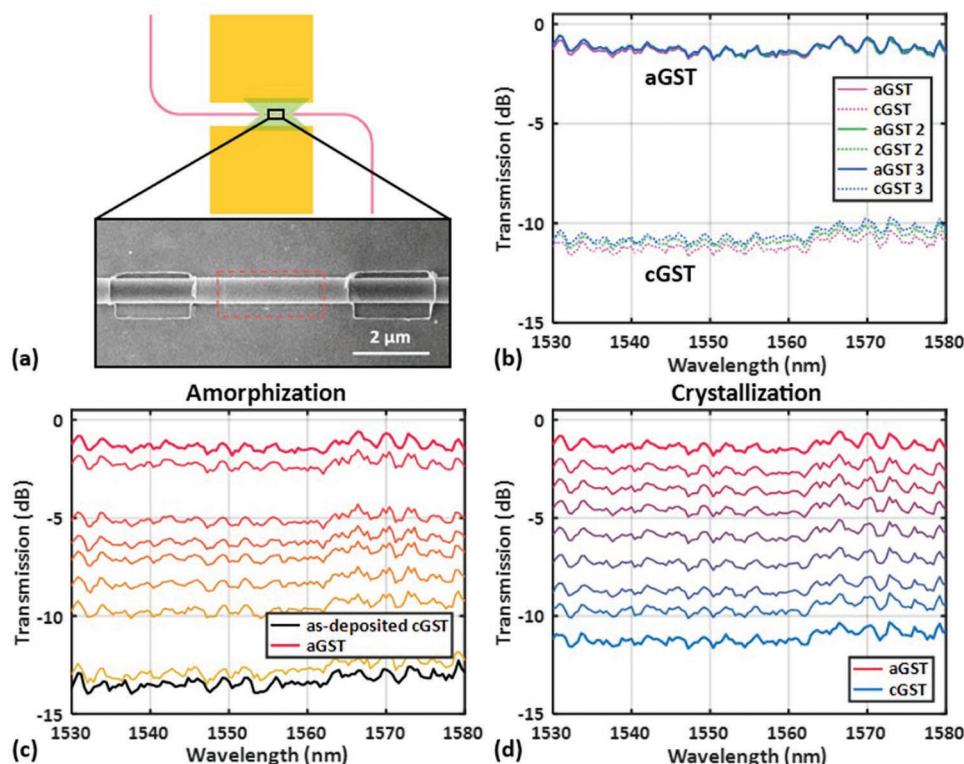 (a)
2 μm
(b)
Transmission (dB)
0
-5
-10
-15
aGST
cGST
aGST
cGST
aGST 2
cGST 2
aGST 3
cGST 3
1530 1540 1550 1560 1570 1580
Wavelength (nm)
Amorphization
(c)
Transmission (dB)
0
-5
-10
-15
as-deposited cGST
aGST
1530 1540 1550 1560 1570 1580
Wavelength (nm)
Crystallization
(d)
Transmission (dB)
0
-5
-10
-15
aGST
cGST
1530 1540 1550 1560 1570 1580
Wavelength (nm)